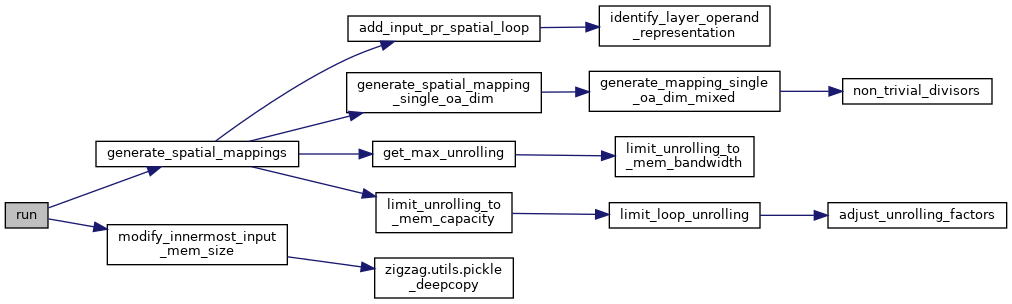 add_input_pr_spatial_loop
identify_layer_operand
_representation
generate_spatial_mapping
_single_oa_dim
generate_mapping_single
_oa_dim_mixed
non_trivial_divisors
generate_spatial_mappings
get_max_unrolling
limit_unrolling_to
_mem_bandwidth
run
limit_unrolling_to
_mem_capacity
limit_loop_unrolling
adjust_unrolling_factors
modify_innermost_input
_mem_size
zigzag.utils.pickle
_deepcopy